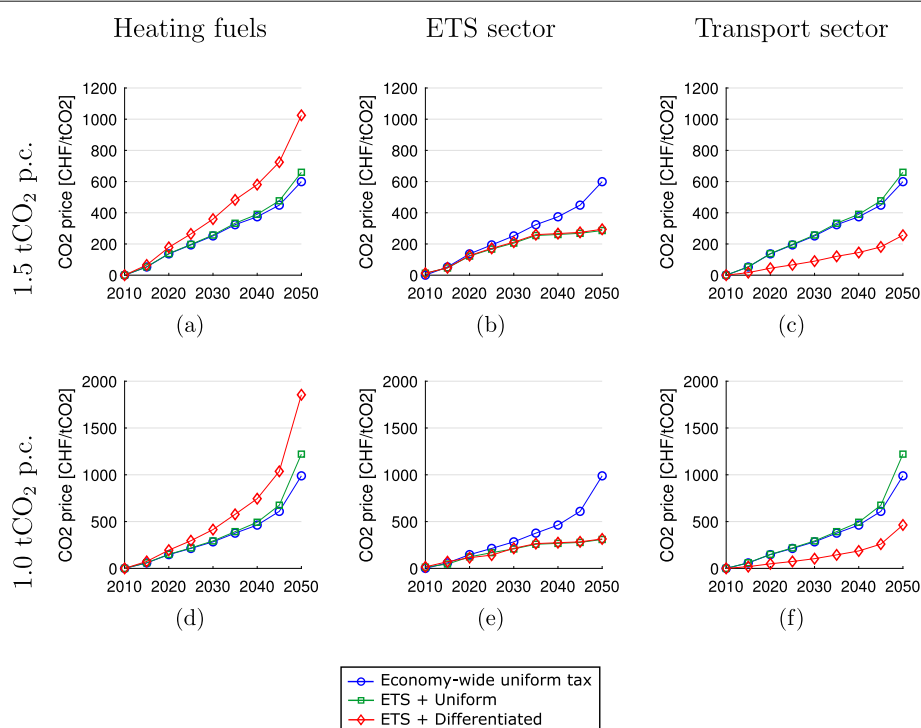 Heating fuels ETS sector Transport sector
1.5 tCO₂ p.c.
CO2 price [CHF/tCO2]
1200
1000
800
600
400
200
0
2010 2020 2030 2040 2050
(a)
CO2 price [CHF/tCO2]
1200
1000
800
600
400
200
0
2010 2020 2030 2040 2050
(b)
CO2 price [CHF/tCO2]
1200
1000
800
600
400
200
0
2010 2020 2030 2040 2050
(c)
1.0 tCO₂ p.c.
CO2 price [CHF/tCO2]
2000
1500
1000
500
0
2010 2020 2030 2040 2050
(d)
CO2 price [CHF/tCO2]
2000
1500
1000
500
0
2010 2020 2030 2040 2050
(e)
CO2 price [CHF/tCO2]
2000
1500
1000
500
0
2010 2020 2030 2040 2050
(f)
Economy-wide uniform tax
ETS + Uniform
ETS + Differentiated